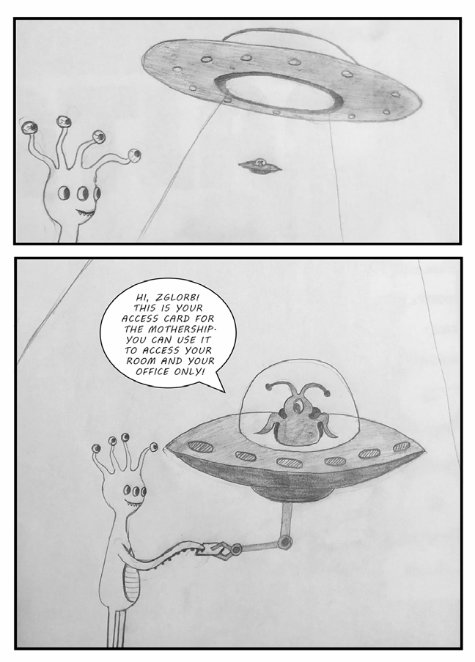 HI, ZGLORB!
THIS IS YOUR
ACCESS CARD FOR
THE MOTHERSHIP.
YOU CAN USE IT
TO ACCESS YOUR
ROOM AND YOUR
OFFICE ONLY!